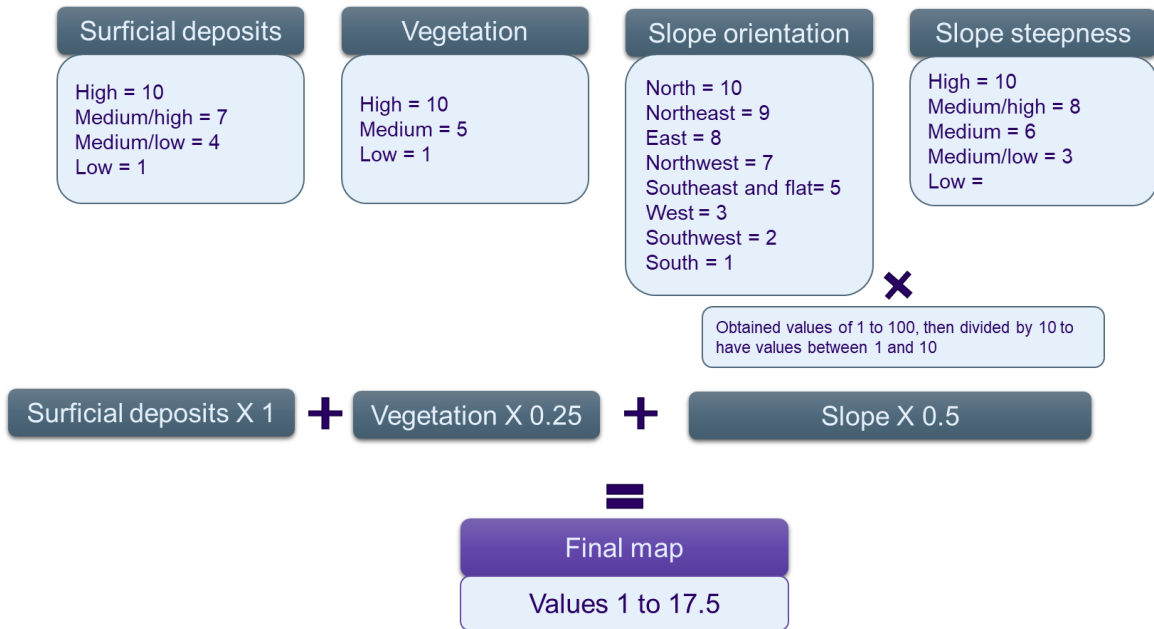 Surficial deposits
High = 10
Medium/high = 7
Medium/low = 4
Low = 1
Vegetation
High = 10
Medium = 5
Low = 1
Slope orientation
North = 10
Northeast = 9
East = 8
Northwest = 7
Southeast and flat= 5
West = 3
Southwest = 2
South = 1
Slope steepness
High = 10
Medium/high = 8
Medium = 6
Medium/low = 3
Low =
×
Obtained values of 1 to 100, then divided by 10 to
have values between 1 and 10
Surficial deposits X 1 + Vegetation X 0.25 + Slope X 0.5
=
Final map
Values 1 to 17.5